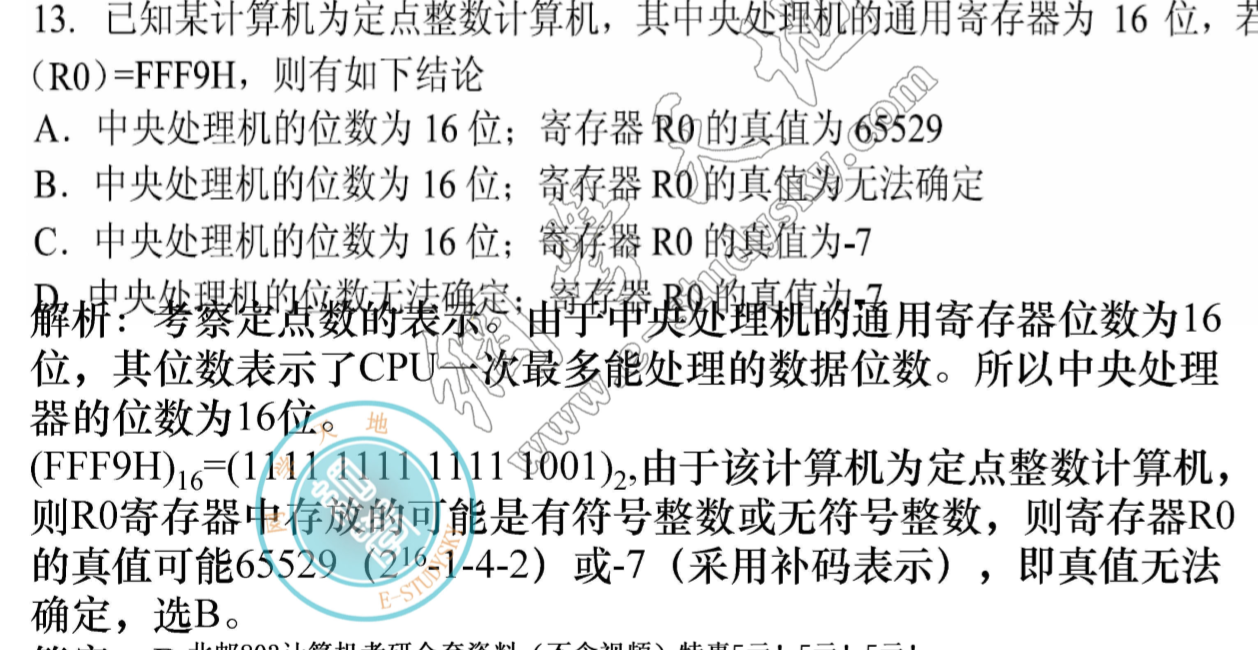 13. 已知某计算机为定点整数计算机，其中央处理机的通用寄存器为 16 位，若
（R0）=FFF9H，则有如下结论
A．中央处理机的位数为 16 位；寄存器 R0 的真值为 65529
B．中央处理机的位数为 16 位；寄存器 R0 的真值为无法确定
C．中央处理机的位数为 16 位；寄存器 R0 的真值为-7
D．中央处理机的位数无法确定；寄存器 R0 的真值为-7
解析：考察定点数的表示。由于中央处理机的通用寄存器位数为16
位，其位数表示了CPU一次最多能处理的数据位数。所以中央处理
器的位数为16位。
(FFF9H)16=(1111 1111 1111 1001)2,由于该计算机为定点整数计算机，
则R0寄存器中存放的可能是有符号整数或无符号整数，则寄存器R0
的真值可能65529（2^16-1-4-2）或-7（采用补码表示），即真值无法
确定，选B。
www.e-studysky.com
E-STUDYSKY